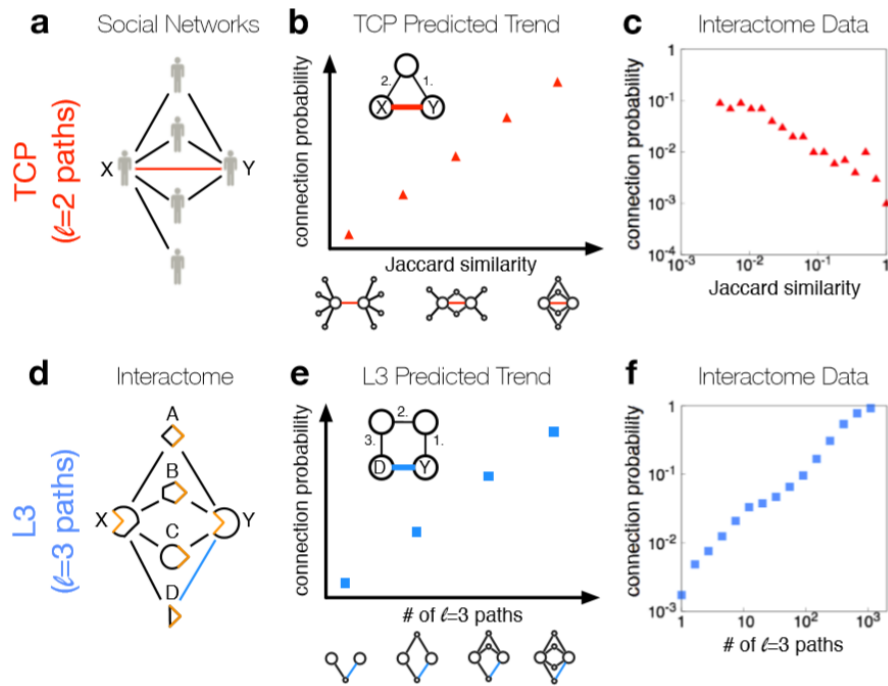 a Social Networks
b TCP Predicted Trend
c Interactome Data
TCP
(ℓ=2 paths)
X
Y
connection probability
2.
1.
X
Y
Jaccard similarity
connection probability
1
10⁻¹
10⁻²
10⁻³
10⁻⁴
10⁻³
10⁻²
10⁻¹
1
Jaccard similarity
d Interactome
e L3 Predicted Trend
f Interactome Data
L3
(ℓ=3 paths)
A
B
X
Y
C
D
connection probability
2.
3.
1.
D
Y
# of ℓ=3 paths
connection probability
1
10⁻¹
10⁻²
10⁻³
1
10
10²
10³
# of ℓ=3 paths